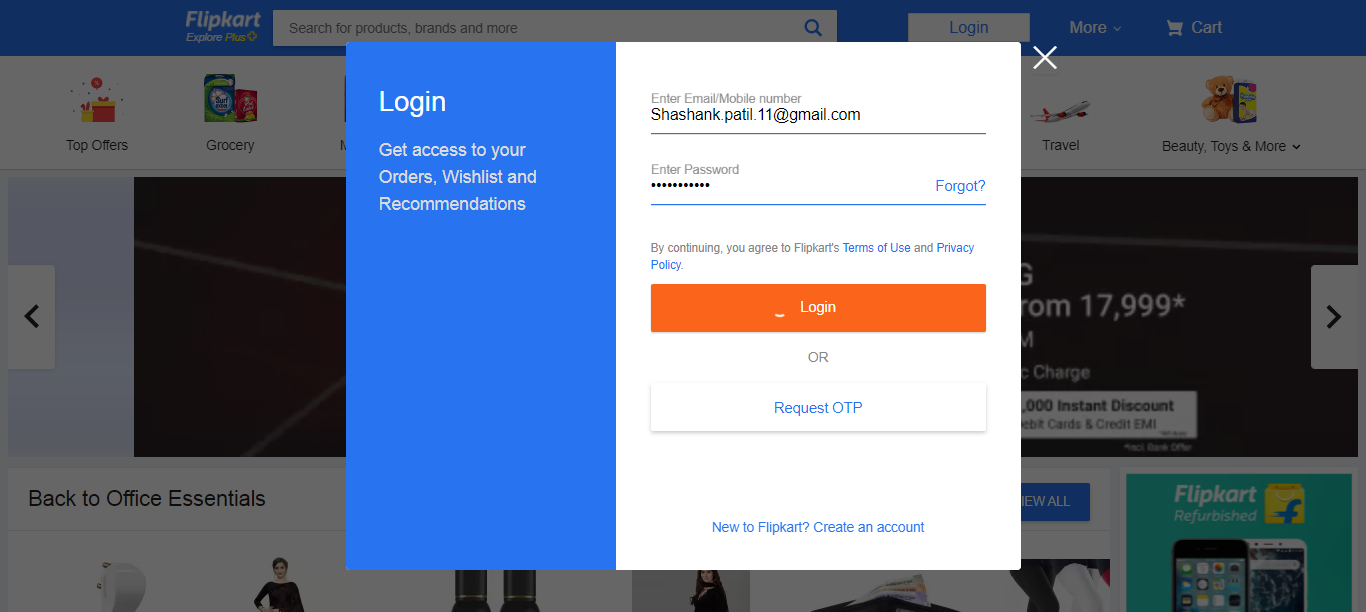 Flipkart
Explore Plus
Search for products, brands and more
Login
More
Cart
Top Offers
Grocery
M
Travel
Beauty, Toys & More
Login
Get access to your
Orders, Wishlist and
Recommendations
Enter Email/Mobile number
Shashank.patil.11@gmail.com
Enter Password
•••••••••••
Forgot?
By continuing, you agree to Flipkart's Terms of Use and Privacy
Policy.
Login
OR
Request OTP
New to Flipkart? Create an account
G
rom 17,999*
M
c Charge
,000 Instant Discount
ebit Cards & Credit EMI
*Incl. Bank Offer
Back to Office Essentials
IEW ALL
Flipkart
Refurbished